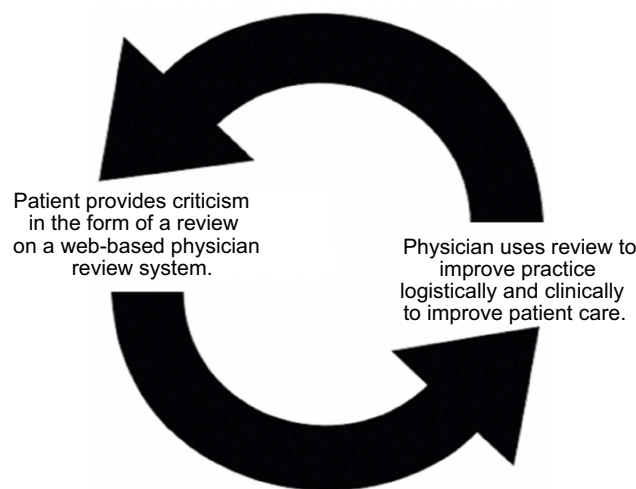 Patient provides criticism
in the form of a review
on a web-based physician
review system.
Physician uses review to
improve practice
logistically and clinically
to improve patient care.